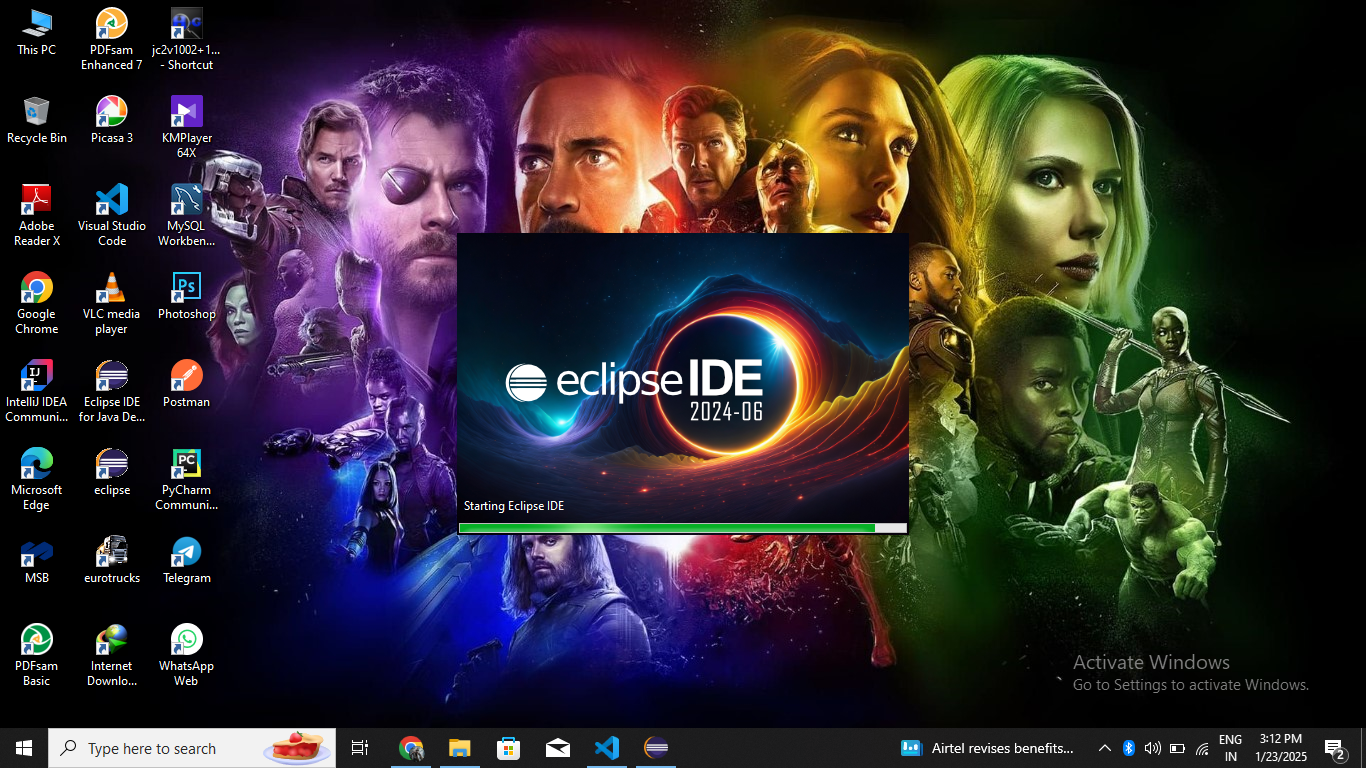 This PC
PDFsam
Enhanced 7
jc2v1002+1...
- Shortcut
Recycle Bin
Picasa 3
KMPlayer
64X
Adobe
Reader X
Visual Studio
Code
MySQL
Workben...
Google
Chrome
VLC media
player
Ps
Photoshop
IJ
IntelliJ IDEA
Communi...
Eclipse IDE
for Java De...
Postman
Microsoft
Edge
eclipse
PC
PyCharm
Communi...
MSB
eurotrucks
Telegram
PDFsam
Basic
Internet
Downlo...
WhatsApp
Web
eclipse IDE
2024-06
Starting Eclipse IDE
Activate Windows
Go to Settings to activate Windows.
Type here to search
Airtel revises benefits...
ENG
IN
3:12 PM
1/23/2025
2